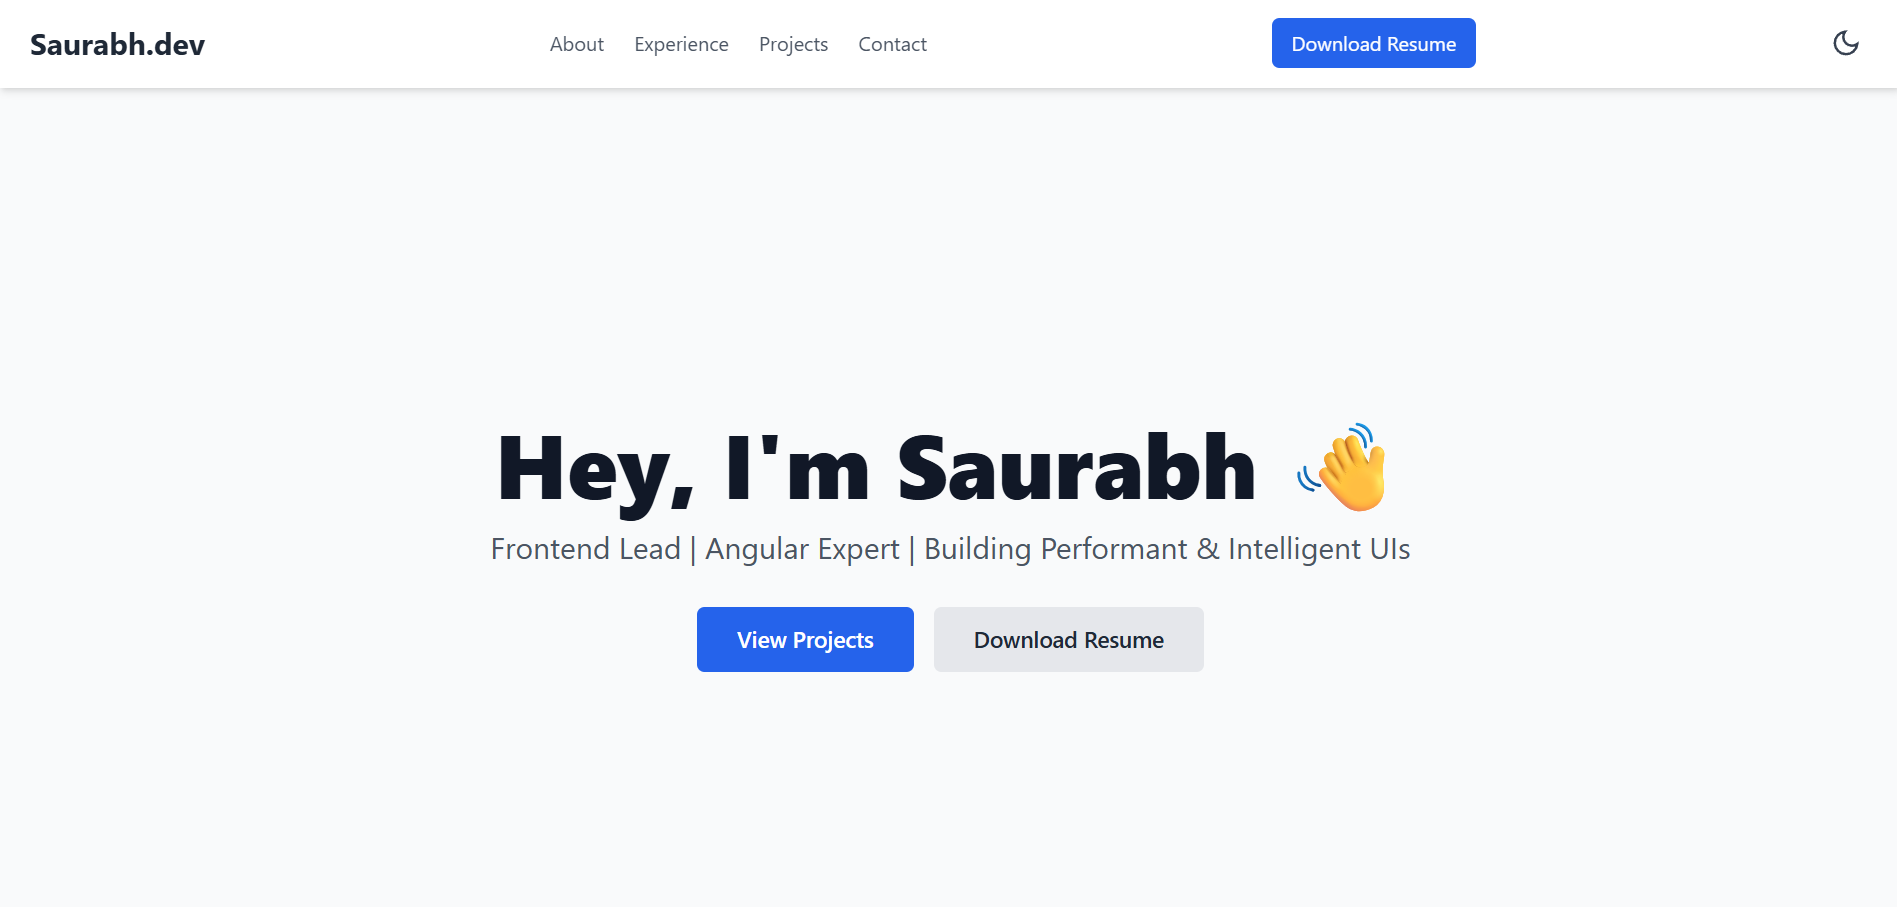 Saurabh.dev
About Experience Projects Contact
Download Resume
Hey, I'm Saurabh 👋
Frontend Lead | Angular Expert | Building Performant & Intelligent UIs
View Projects
Download Resume